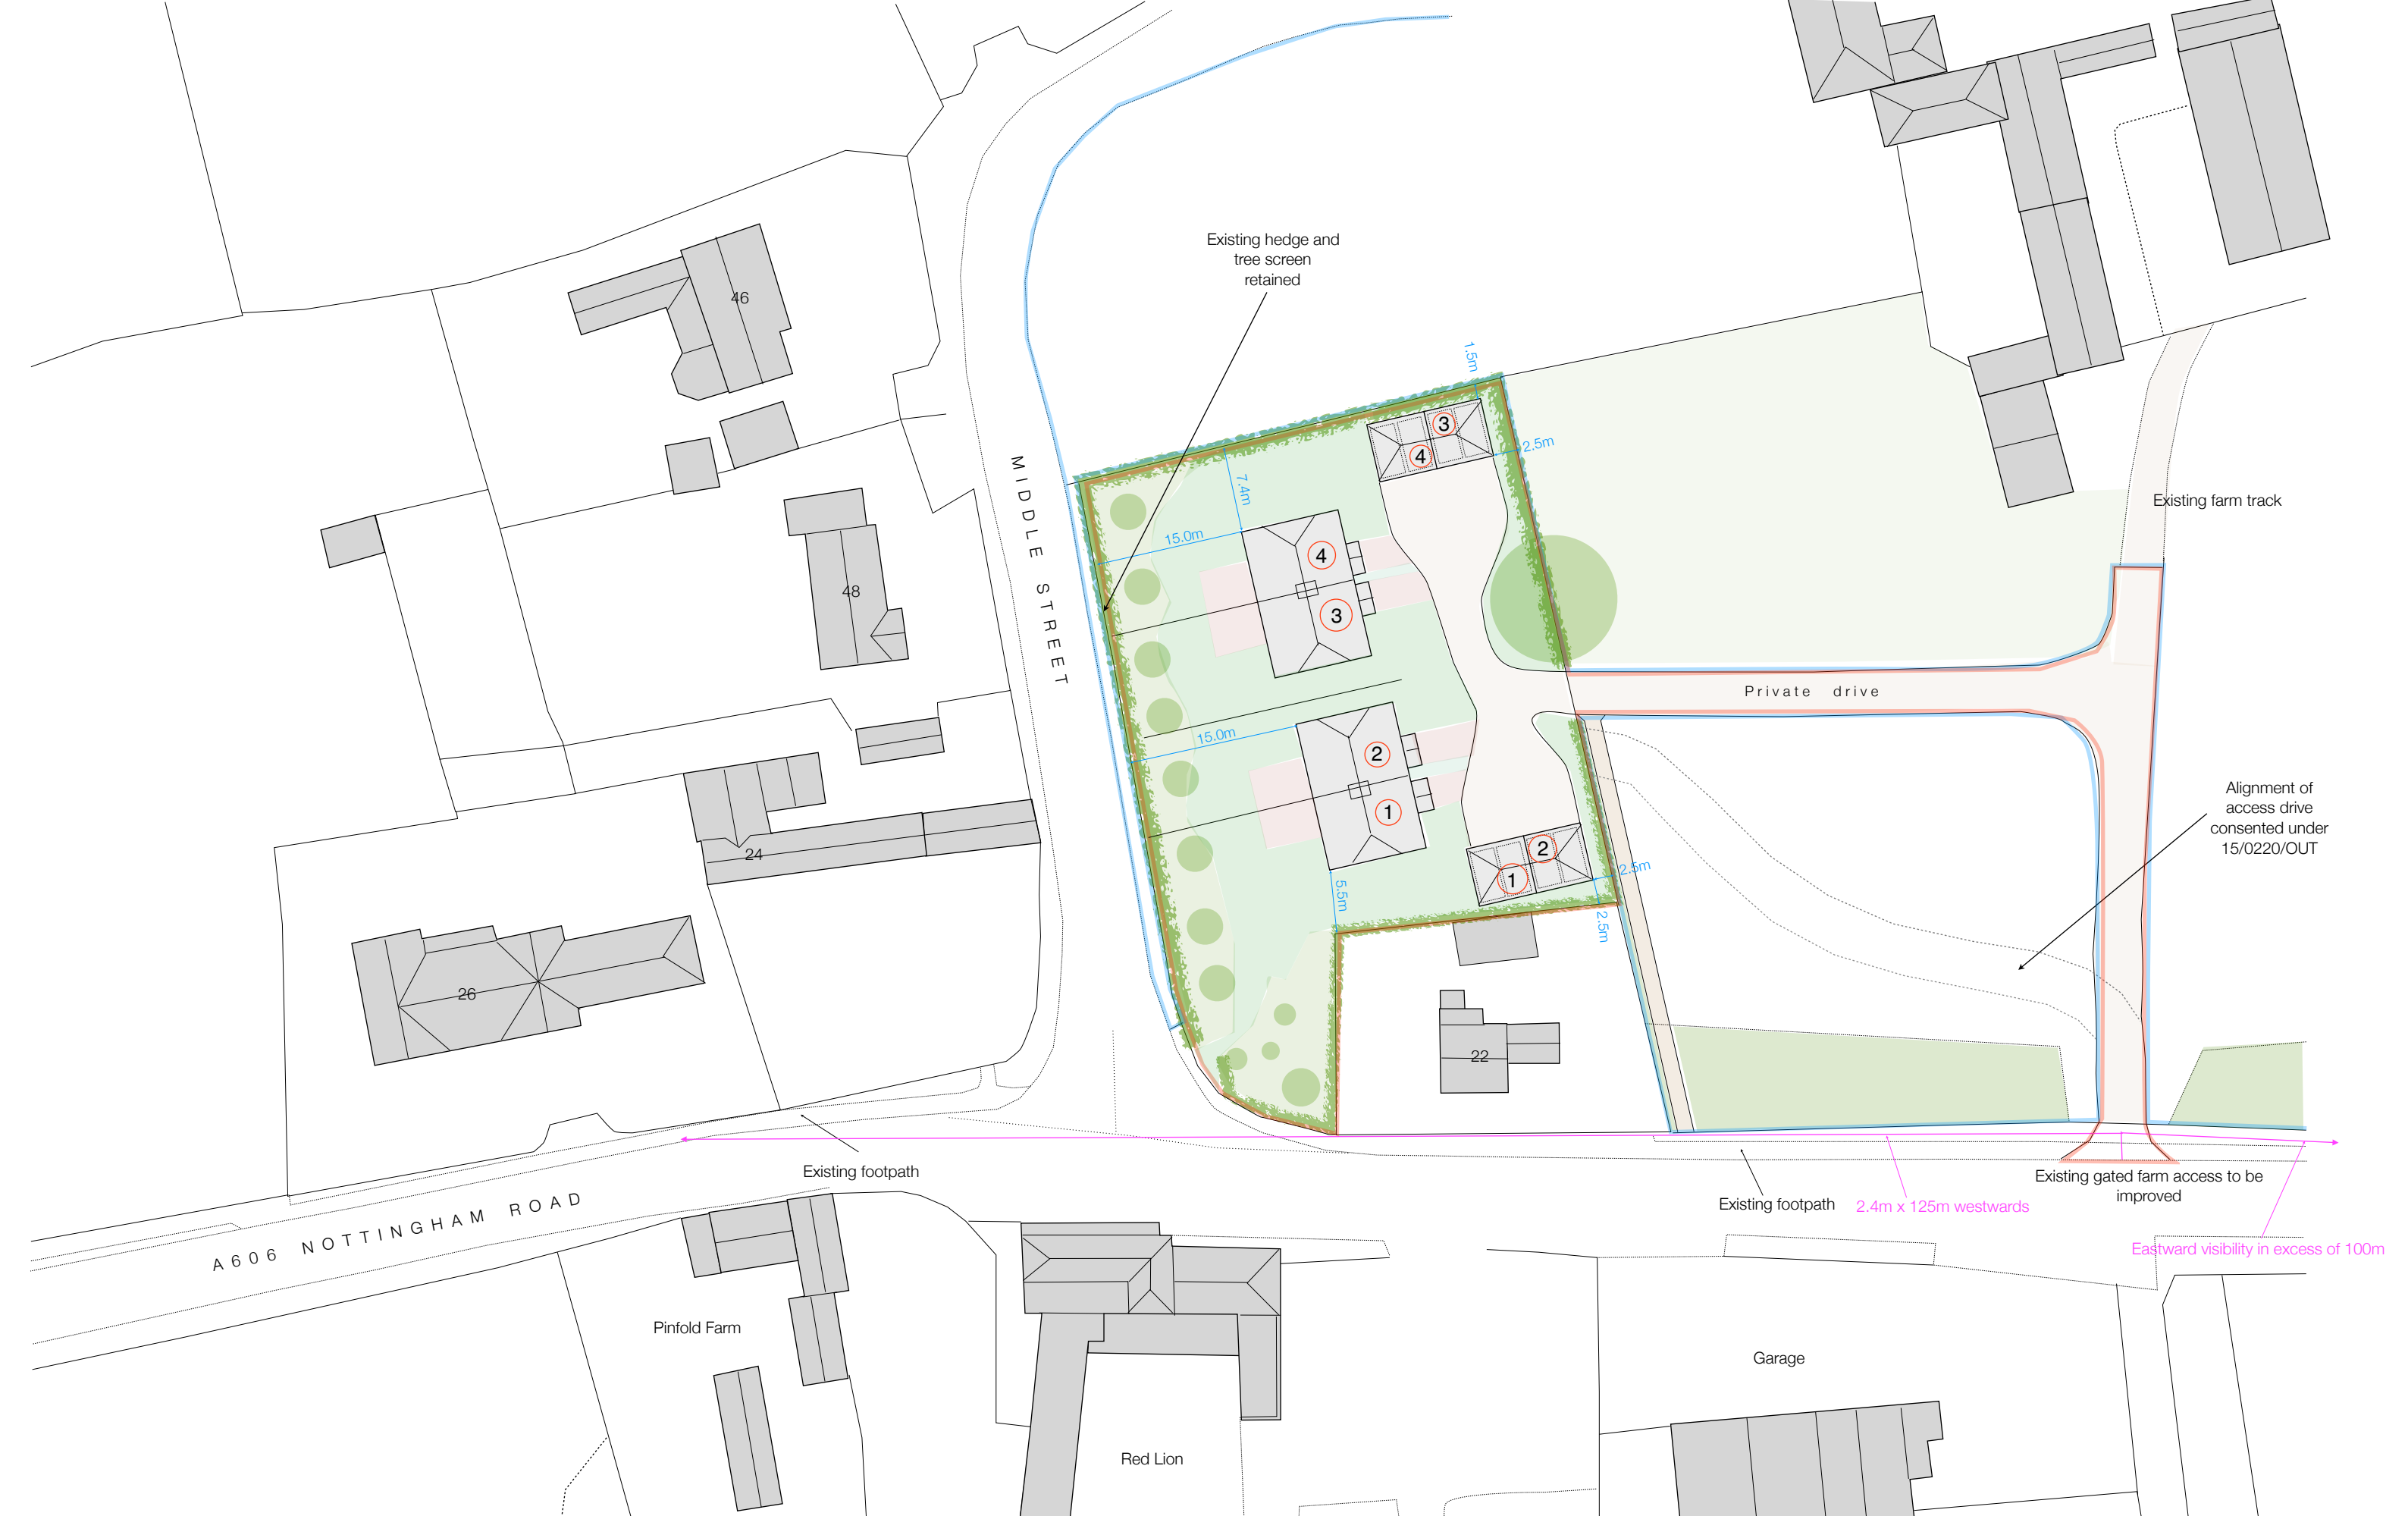 Existing hedge and
tree screen
retained
46
1.5m
3
4
2.5m
7.4m
15.0m
4
3
MIDDLE STREET
48
Existing farm track
Private drive
15.0m
2
1
2
1
2.5m
2.5m
5.5m
24
26
22
Alignment of
access drive
consented under
15/0220/OUT
Existing footpath
Existing footpath
2.4m x 125m westwards
Existing gated farm access to be
improved
Eastward visibility in excess of 100m
A606 NOTTINGHAM ROAD
Pinfold Farm
Red Lion
Garage